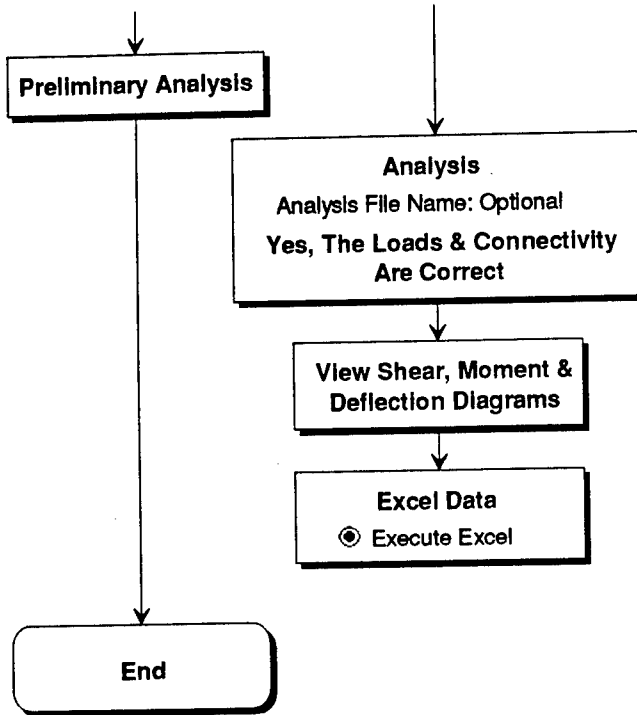 Preliminary Analysis
Analysis
Analysis File Name: Optional
Yes, The Loads & Connectivity
Are Correct
View Shear, Moment &
Deflection Diagrams
Excel Data
Execute Excel
End